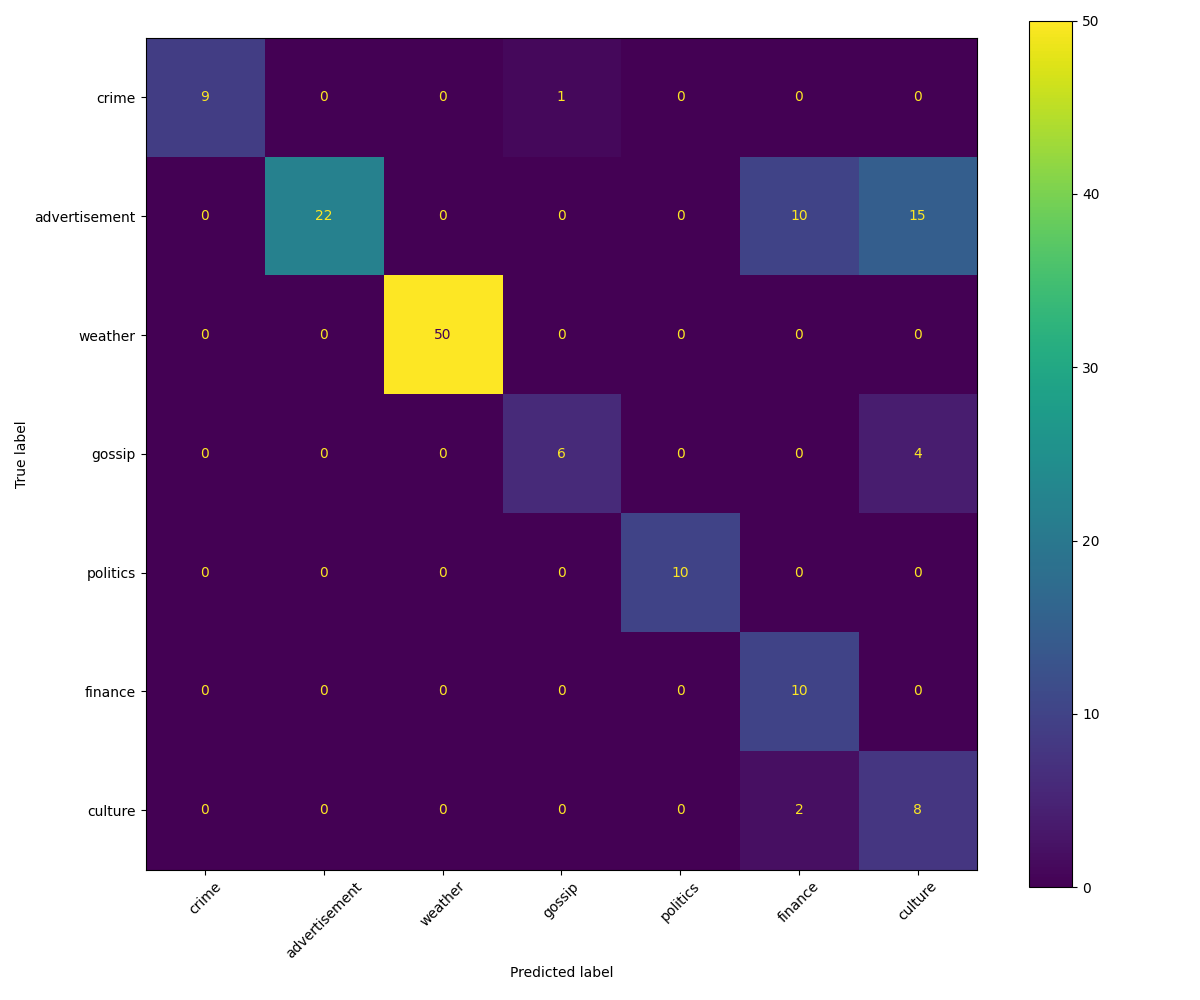 crime 9 0 0 1 0 0 0
advertisement 0 22 0 0 0 10 15
weather 0 0 50 0 0 0 0
gossip 0 0 0 6 0 0 4
politics 0 0 0 0 10 0 0
finance 0 0 0 0 0 10 0
culture 0 0 0 0 0 2 8
True label
crime advertisement weather gossip politics finance culture
Predicted label
50
40
30
20
10
0